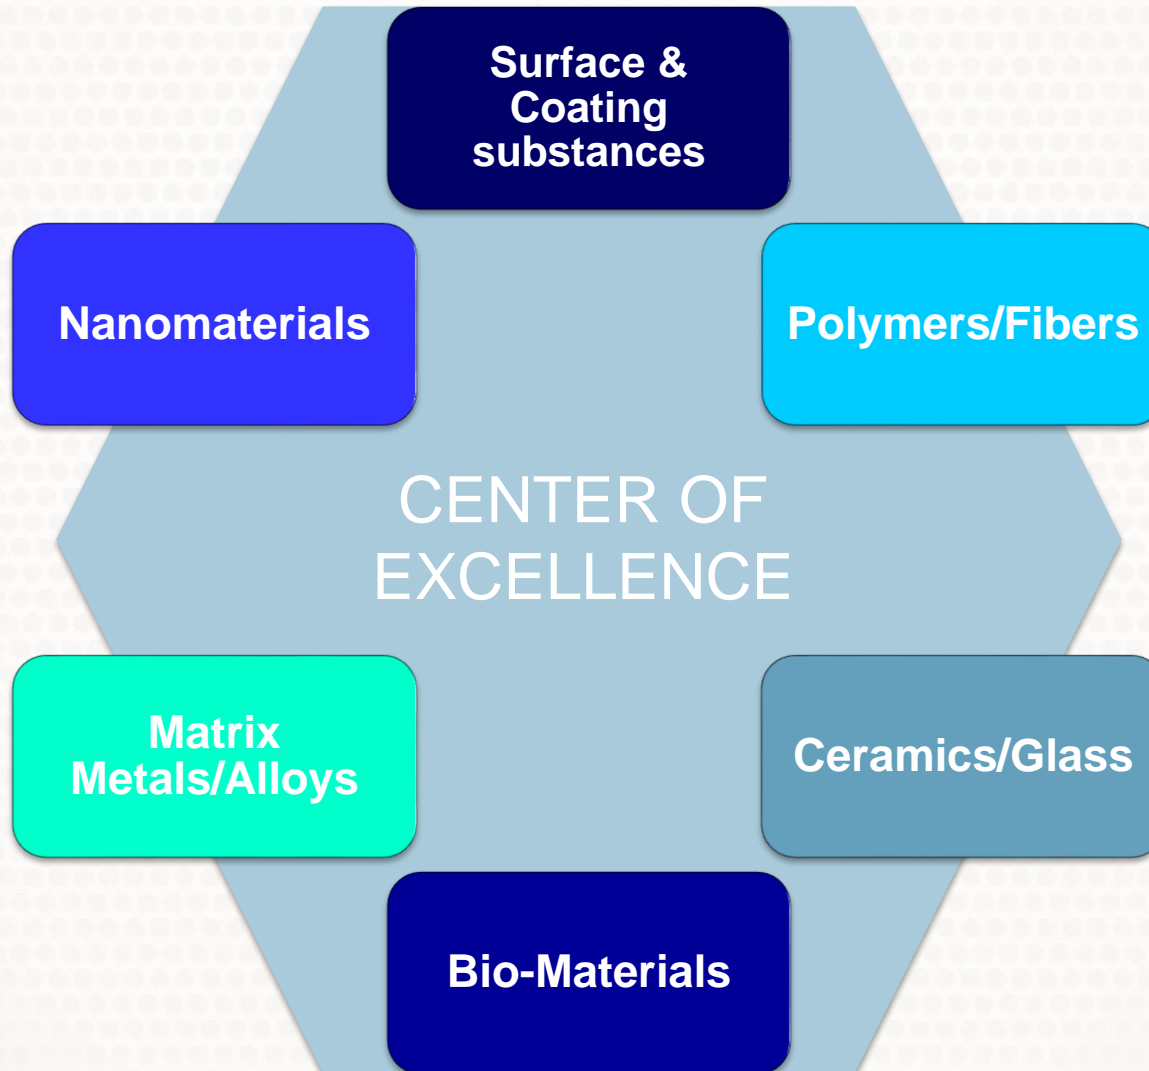 Surface &
Coating
substances
Nanomaterials
Polymers/Fibers
CENTER OF
EXCELLENCE
Matrix
Metals/Alloys
Ceramics/Glass
Bio-Materials